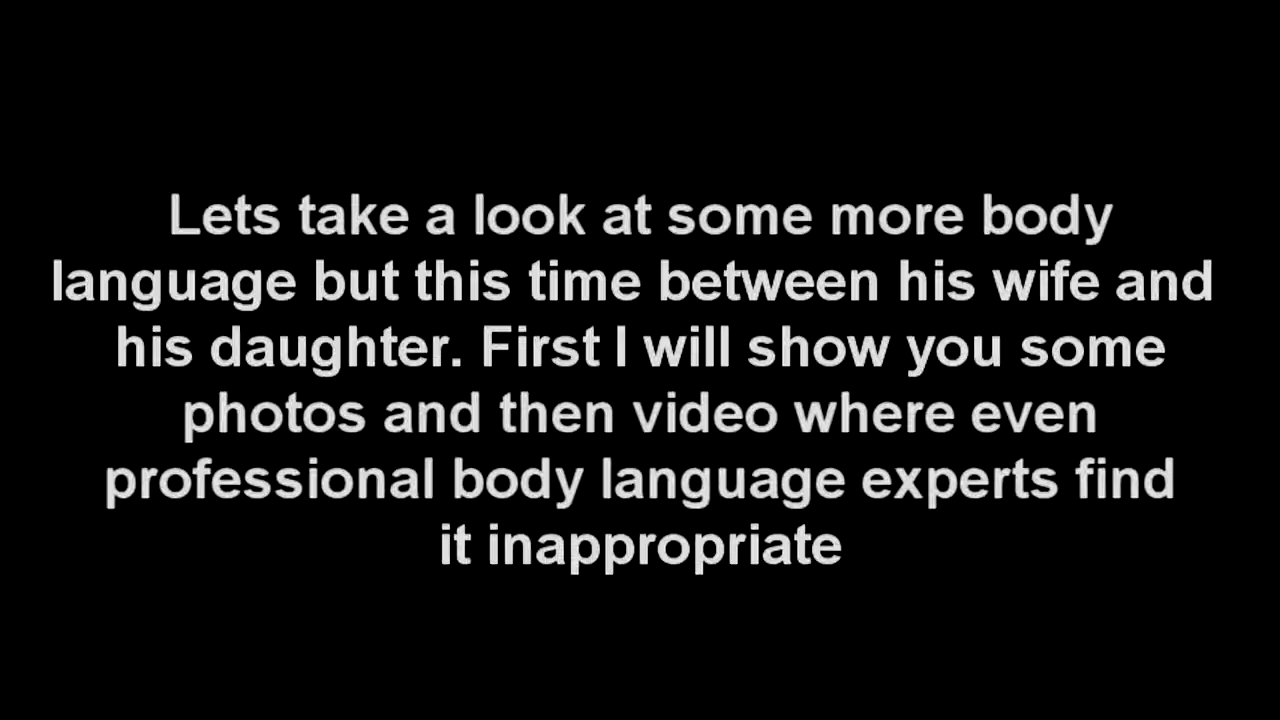 Lets take a look at some more body
language but this time between his wife and
his daughter. First I will show you some
photos and then video where even
professional body language experts find
it inappropriate